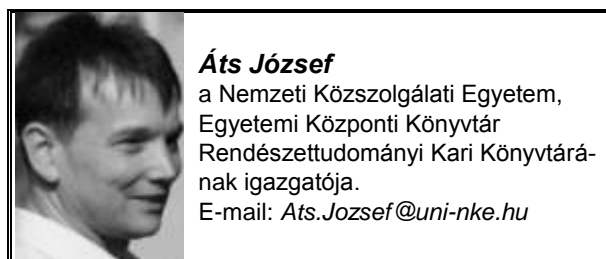 Áts József
a Nemzeti Közszolgálati Egyetem,
Egyetemi Központi Könyvtár
Rendészettudományi Kari Könyvtárá-
nak igazgatója.
E-mail: Ats.Jozsef@uni-nke.hu